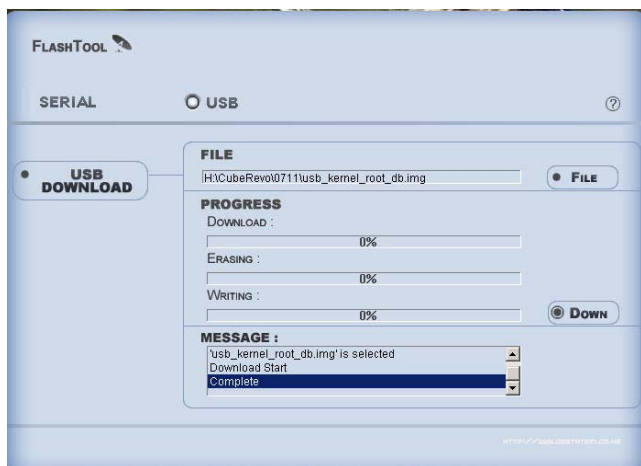 FLASHTOOL
SERIAL
USB
?
USB
DOWNLOAD
FILE
H:\CubeRevo\0711\usb_kernel_root_db.img
FILE
PROGRESS
DOWNLOAD :
0%
ERASING :
0%
WRITING :
0%
DOWN
MESSAGE :
'usb_kernel_root_db.img' is selected
Download Start
Complete